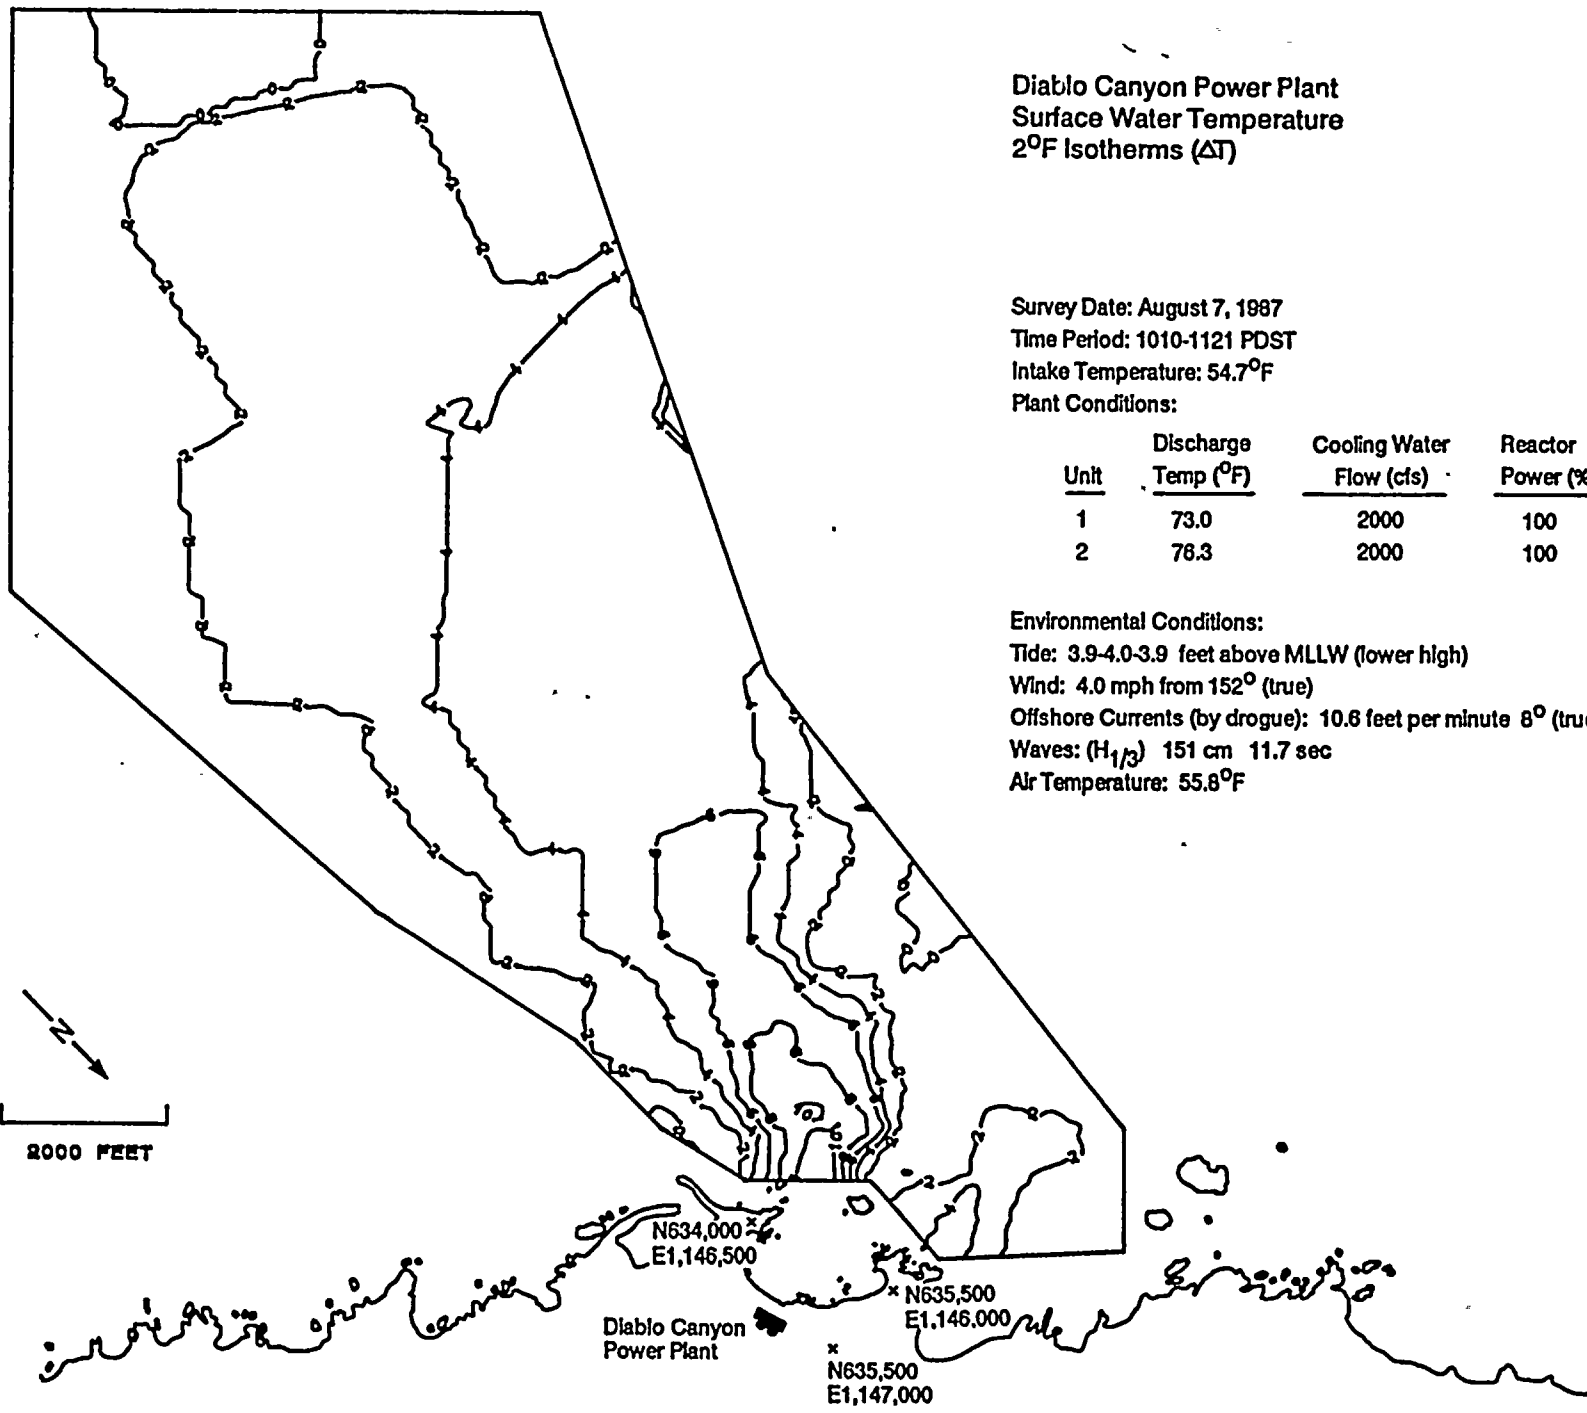 Diablo Canyon Power Plant
Surface Water Temperature
2°F Isotherms (ΔT)
Survey Date: August 7, 1987
Time Period: 1010-1121 PDST
Intake Temperature: 54.7°F
Plant Conditions:
Discharge Cooling Water Reactor
Unit Temp (°F) Flow (cfs) Power (%
1 73.0 2000 100
2 76.3 2000 100
Environmental Conditions:
Tide: 3.9-4.0-3.9 feet above MLLW (lower high)
Wind: 4.0 mph from 152° (true)
Offshore Currents (by drogue): 10.6 feet per minute 8° (true
Waves: (H1/3) 151 cm 11.7 sec
Air Temperature: 55.8°F
N
2000 FEET
N634,000
E1,146,500
N635,500
E1,146,000
Diablo Canyon
Power Plant
N635,500
E1,147,000